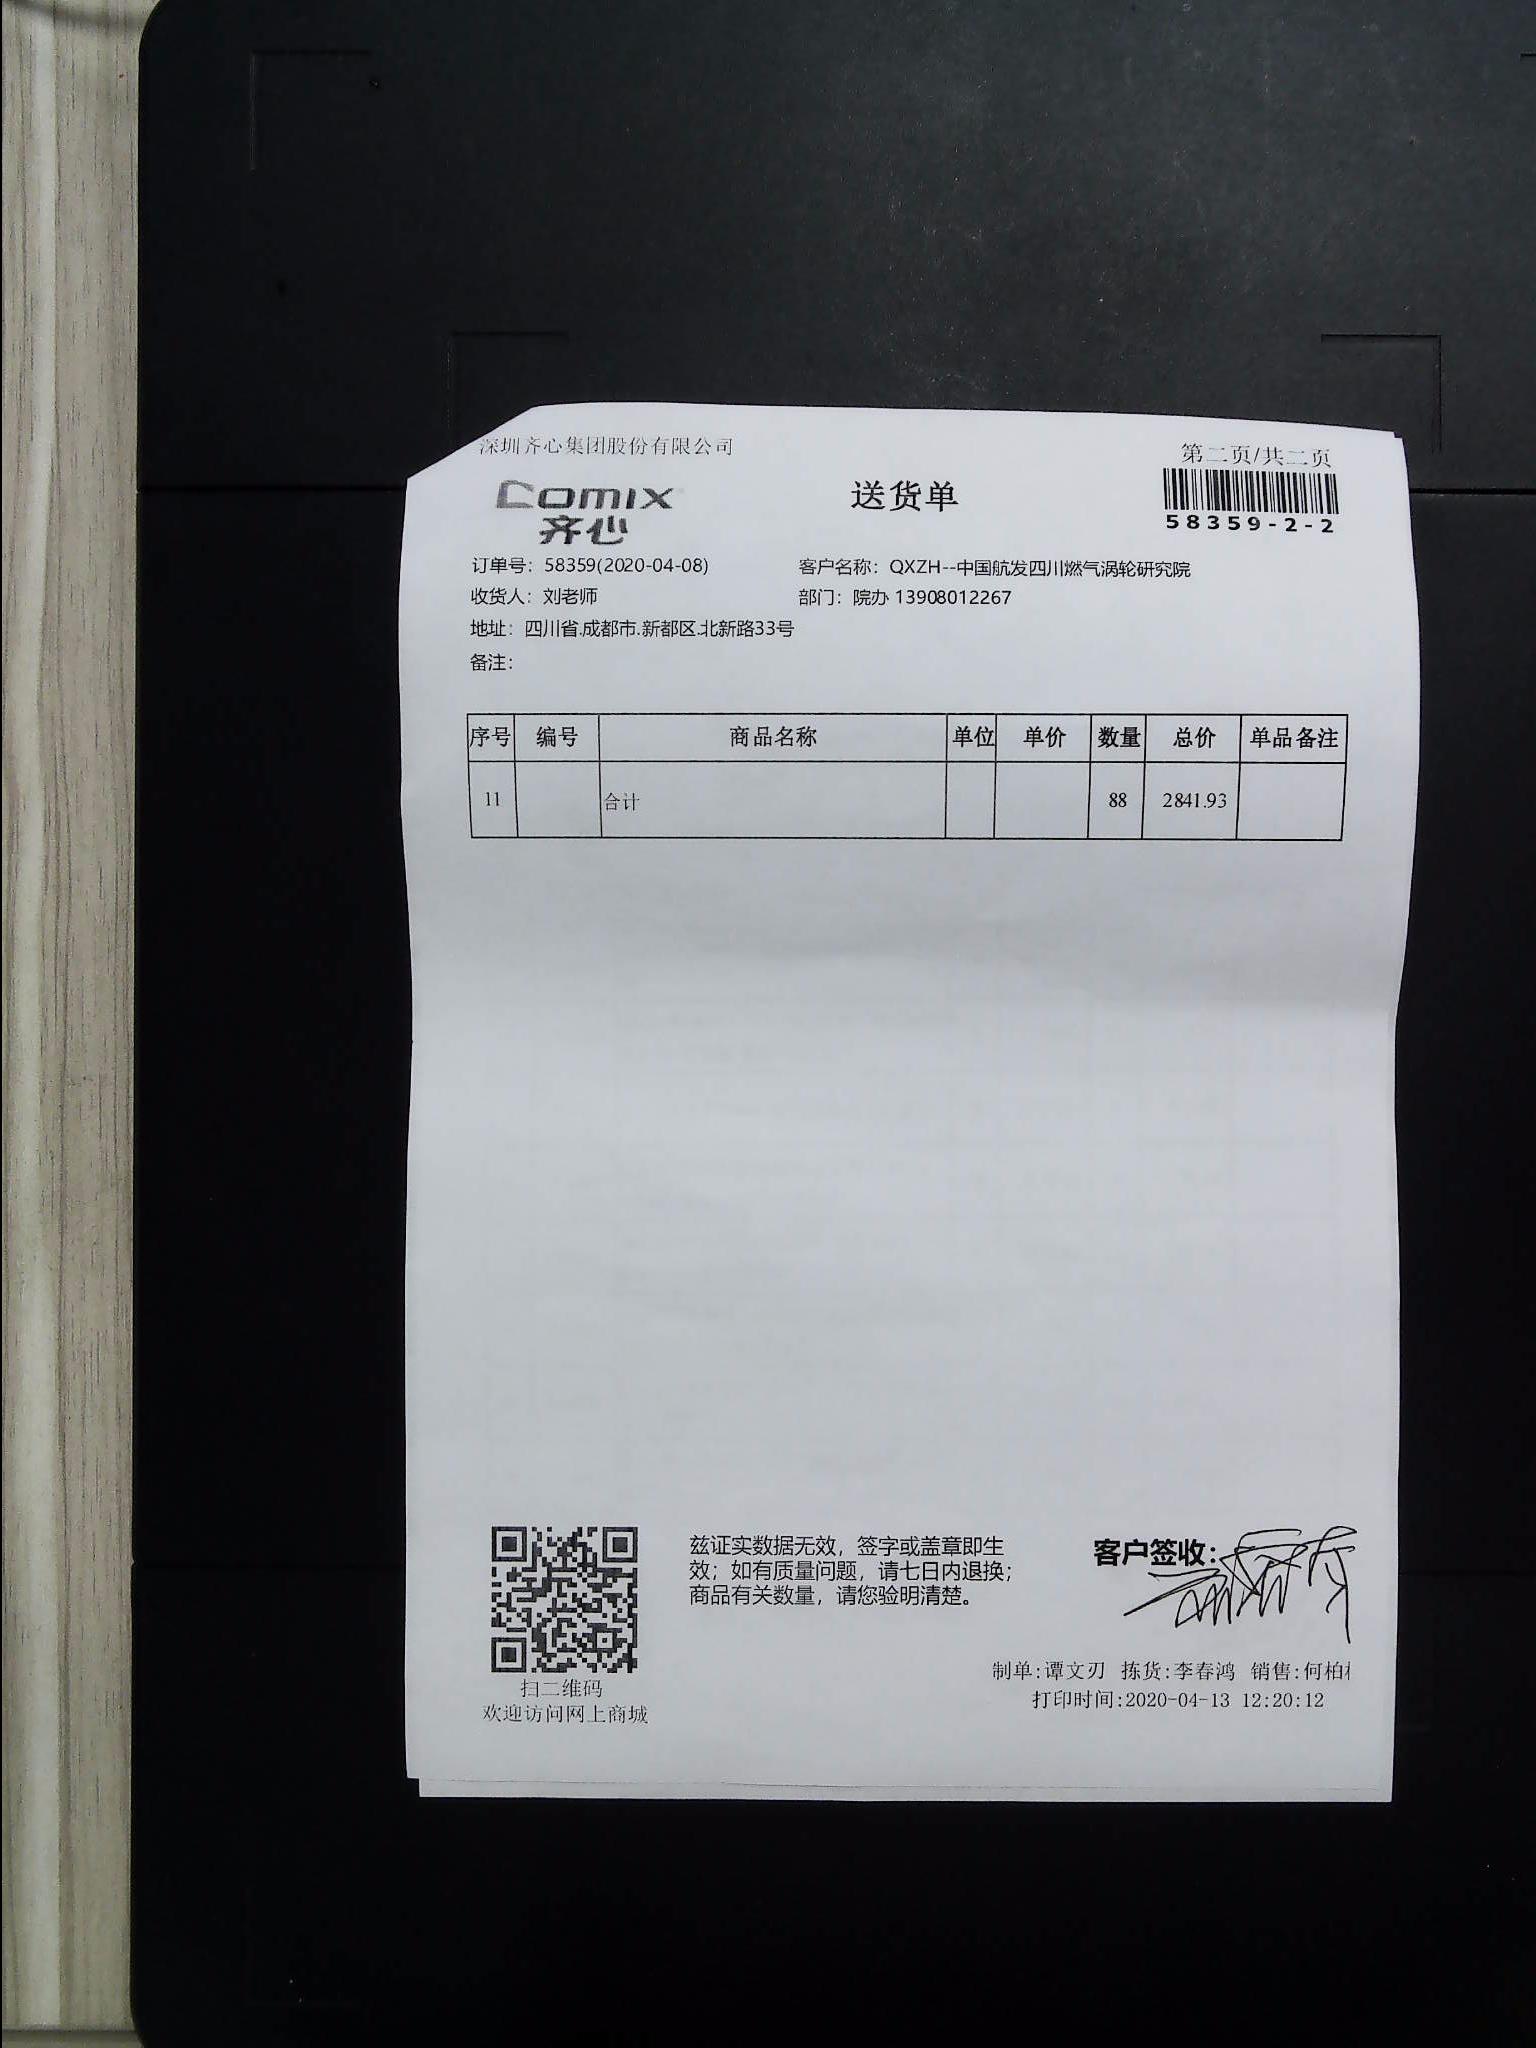 深圳齐心集团股份有限公司
第二页/共二页
comix
齐心
送货单
58359-2-2
订单号：58359(2020-04-08)
客户名称：QXZH--中国航发四川燃气涡轮研究院
收货人：刘老师
部门：院办 13908012267
地址：四川省.成都市.新都区.北新路33号
备注：
序号 编号 商品名称 单位 单价 数量 总价 单品备注
11 合计 88 2841.93
兹证实数据无效，签字或盖章即生
效；如有质量问题，请七日内退换；
商品有关数量，请您验明清楚。
客户签收：
扫二维码
欢迎访问网上商城
制单:谭文刃 拣货:李春鸿 销售:何柏
打印时间:2020-04-13 12:20:12